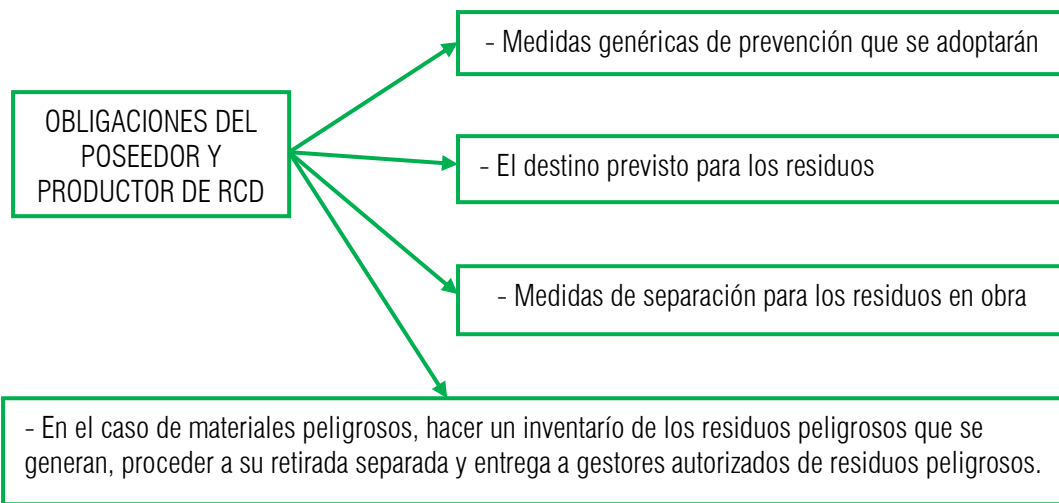 - Medidas genéricas de prevención que se adoptarán
OBLIGACIONES DEL
POSEEDOR Y
PRODUCTOR DE RCD
- El destino previsto para los residuos
- Medidas de separación para los residuos en obra
- En el caso de materiales peligrosos, hacer un inventarío de los residuos peligrosos que se
generan, proceder a su retirada separada y entrega a gestores autorizados de residuos peligrosos.